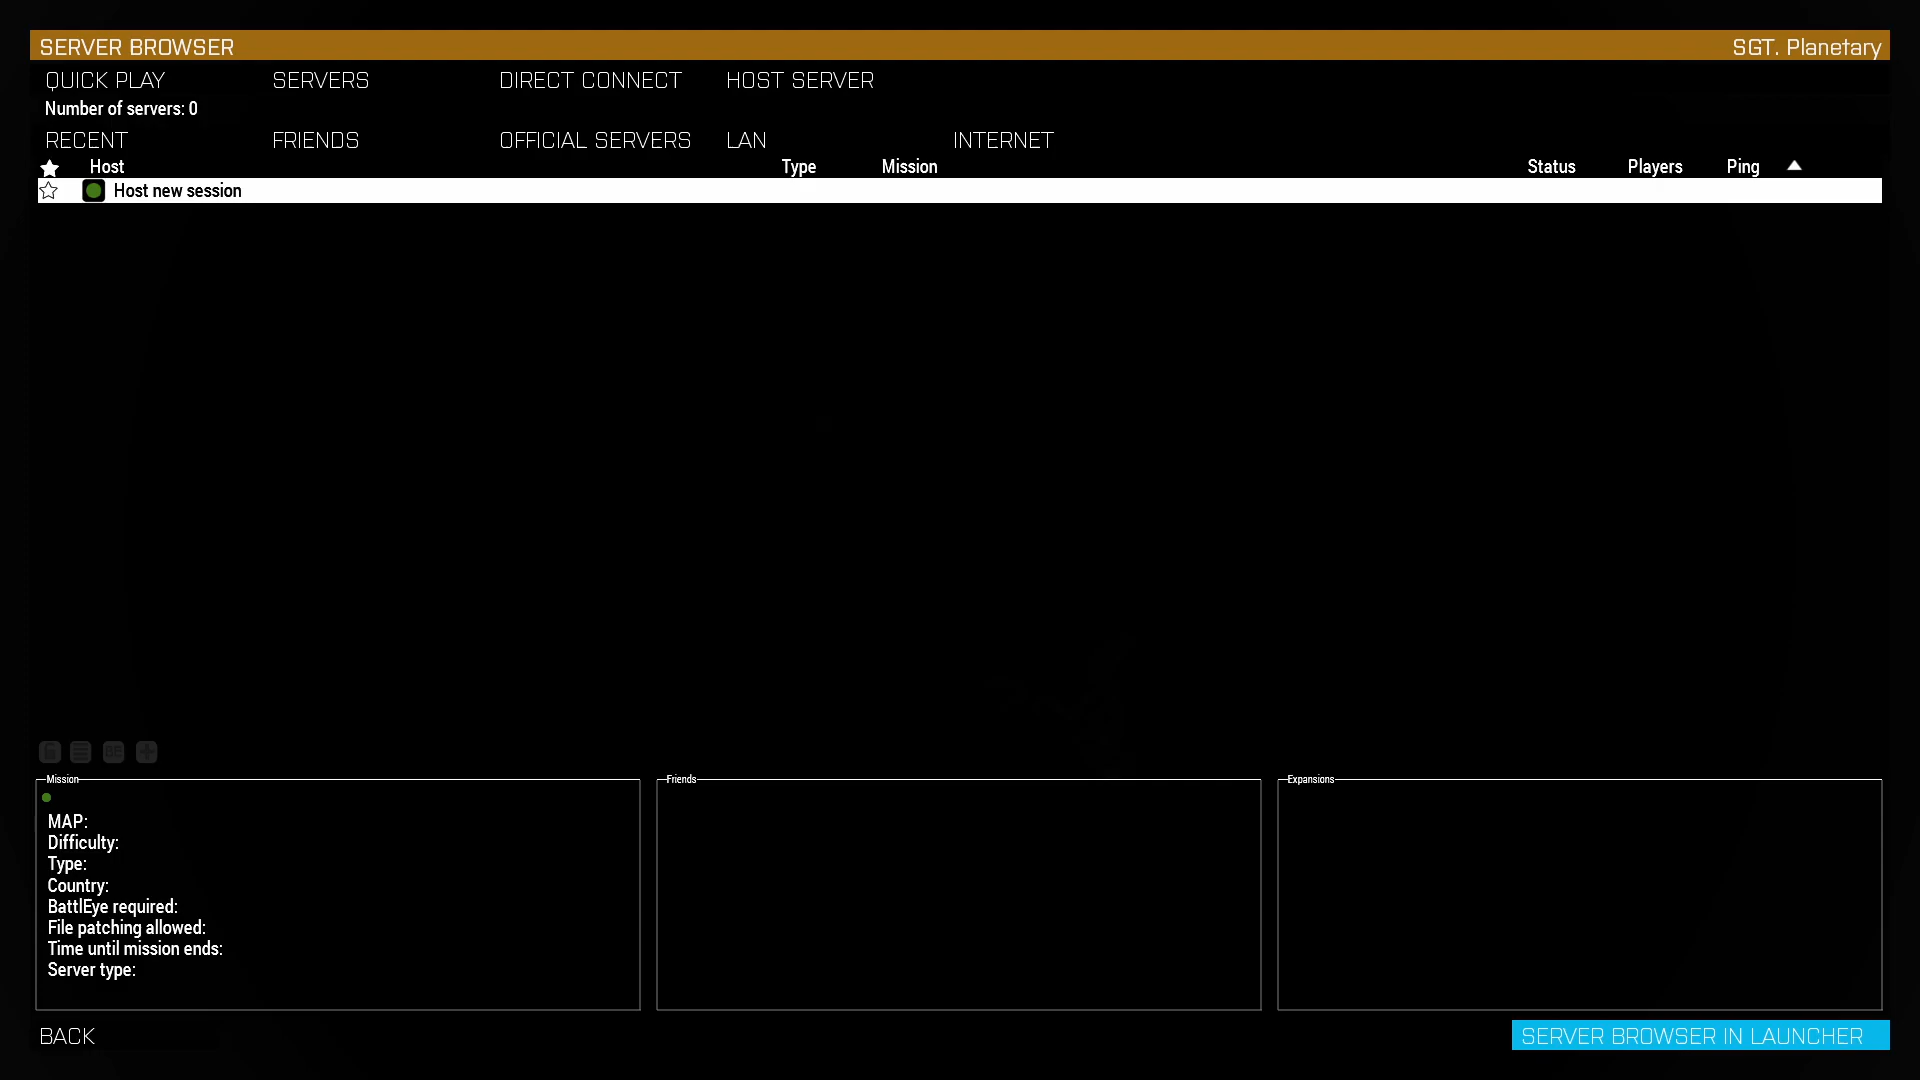 SERVER BROWSER SGT. Planetary
QUICK PLAY SERVERS DIRECT CONNECT HOST SERVER
Number of servers: 0
RECENT FRIENDS OFFICIAL SERVERS LAN INTERNET
Host Type Mission Status Players Ping
Host new session
BE
Mission Friends Expansions
MAP:
Difficulty:
Type:
Country:
BattlEye required:
File patching allowed:
Time until mission ends:
Server type:
BACK SERVER BROWSER IN LAUNCHER